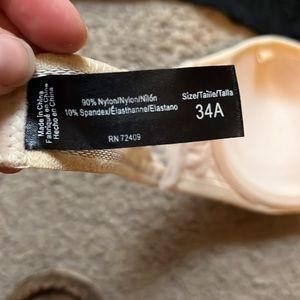 Made in China
Fabriqué en Chine
Hecho en China
90% Nylon/Nylon/Nilón
10% Spandex/Élasthanne/Elastano
RN 72409
Size/Taille/Talla
34A